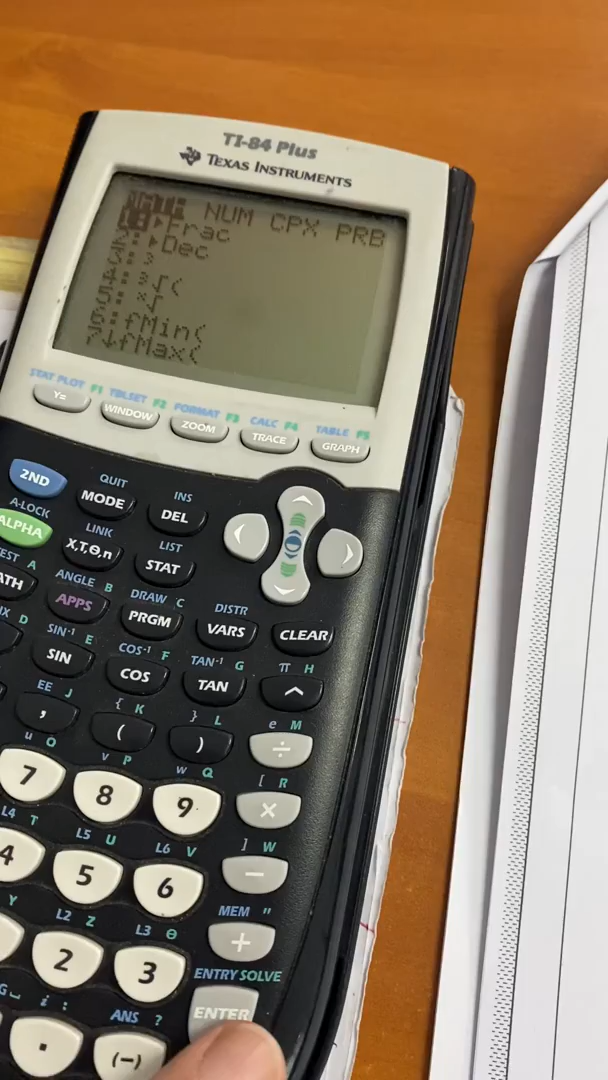 TI-84 Plus
TEXAS INSTRUMENTS
MATH NUM CPX PRB
1:▶Frac
2:▶Dec
3:³
4:³√(
5:ˣ√
6:fMin(
7↓fMax(
STAT PLOT F1 TBLSET F2 FORMAT F3 CALC F4 TABLE F5
Y= WINDOW ZOOM TRACE GRAPH
QUIT INS
2ND MODE DEL
A-LOCK LINK LIST
ALPHA X,T,Θ,n STAT
TEST A ANGLE B DRAW C DISTR
ATH APPS PRGM VARS CLEAR
IX D SIN⁻¹ E COS⁻¹ F TAN⁻¹ G π H
SIN COS TAN ^
EE J { K } L e M
, ( ) ÷
u O v P w Q [ R
7 8 9 ×
L4 T L5 U L6 V ] W
4 5 6 −
Y L2 Z L3 θ MEM "
2 3 +
i : ANS ? ENTRY SOLVE
. (−) ENTER